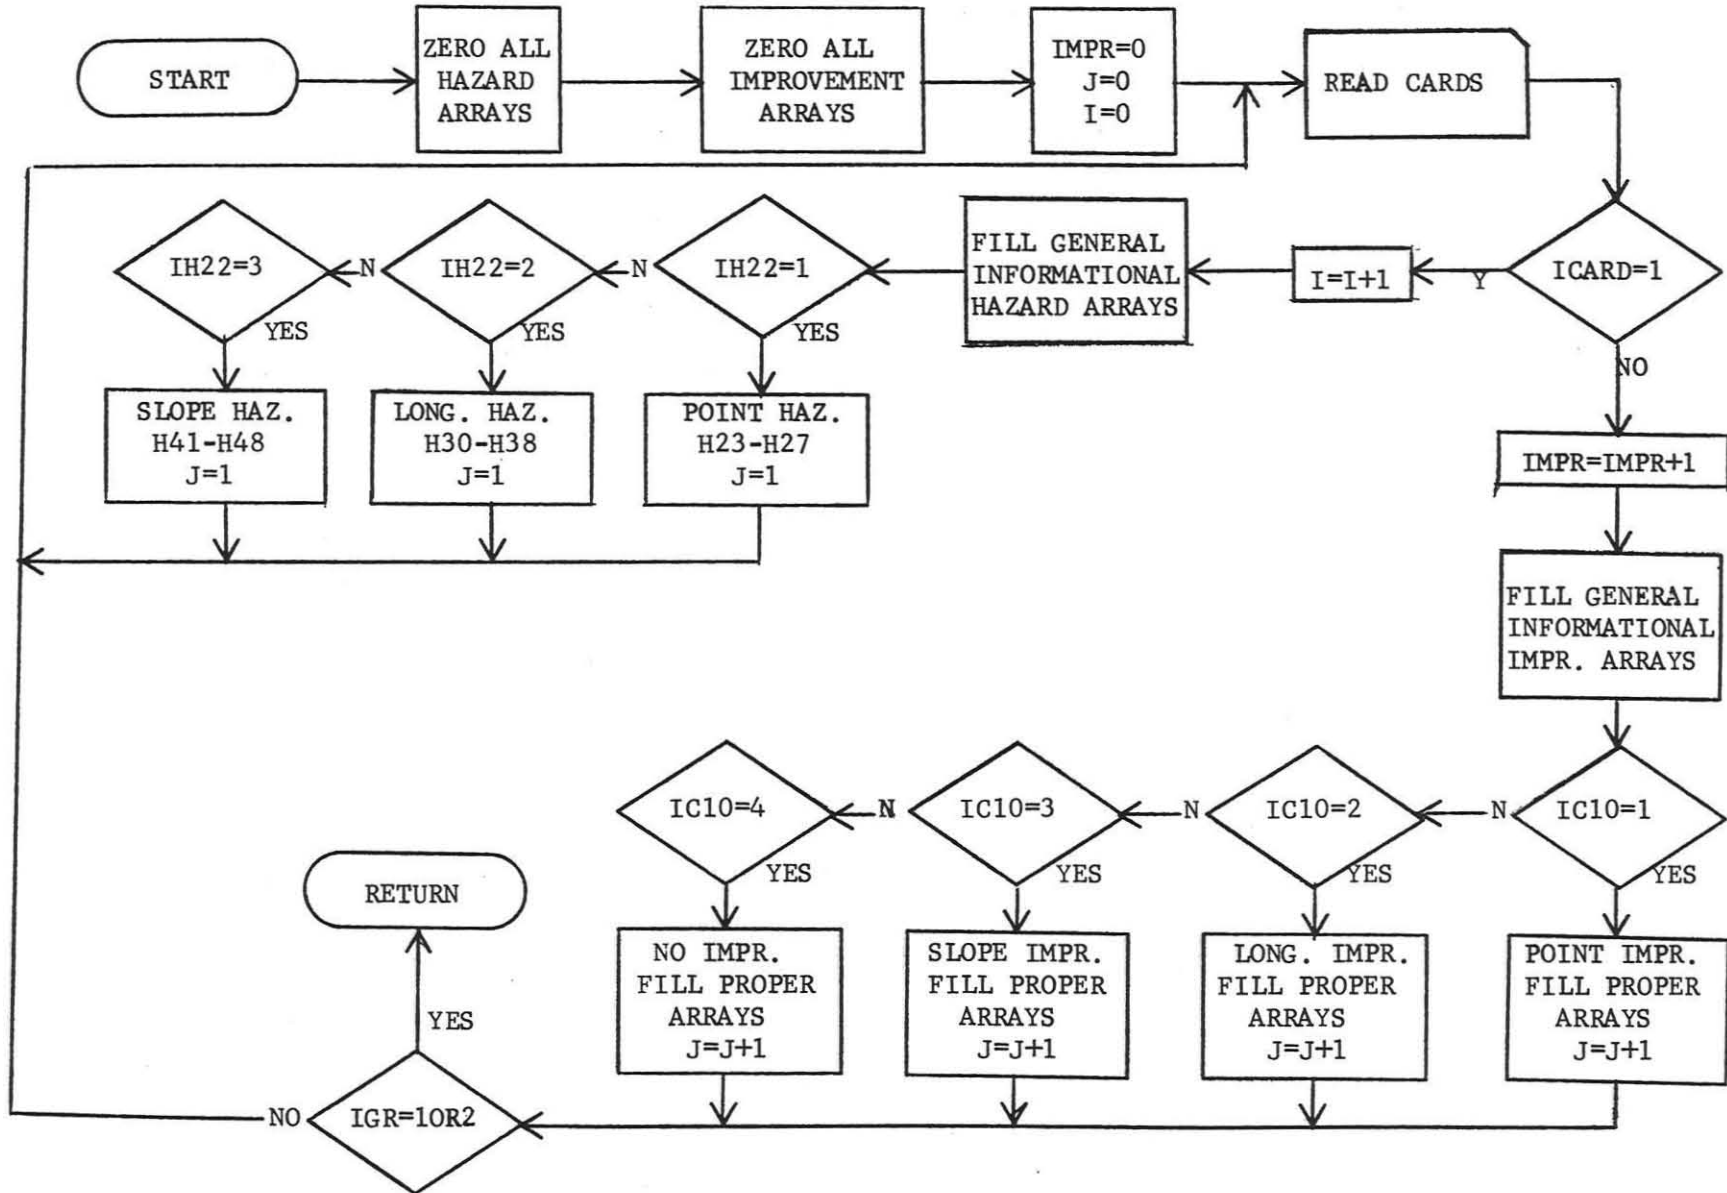 START
ZERO ALL
HAZARD
ARRAYS
ZERO ALL
IMPROVEMENT
ARRAYS
IMPR=0
J=0
I=0
READ CARDS
ICARD=1
Y
NO
I=I+1
FILL GENERAL
INFORMATIONAL
HAZARD ARRAYS
IH22=1
N
YES
IH22=2
N
YES
IH22=3
YES
POINT HAZ.
H23-H27
J=1
LONG. HAZ.
H30-H38
J=1
SLOPE HAZ.
H41-H48
J=1
IMPR=IMPR+1
FILL GENERAL
INFORMATIONAL
IMPR. ARRAYS
IC10=1
N
YES
IC10=2
N
YES
IC10=3
N
YES
IC10=4
YES
POINT IMPR.
FILL PROPER
ARRAYS
J=J+1
LONG. IMPR.
FILL PROPER
ARRAYS
J=J+1
SLOPE IMPR.
FILL PROPER
ARRAYS
J=J+1
NO IMPR.
FILL PROPER
ARRAYS
J=J+1
IGR=1OR2
NO
YES
RETURN